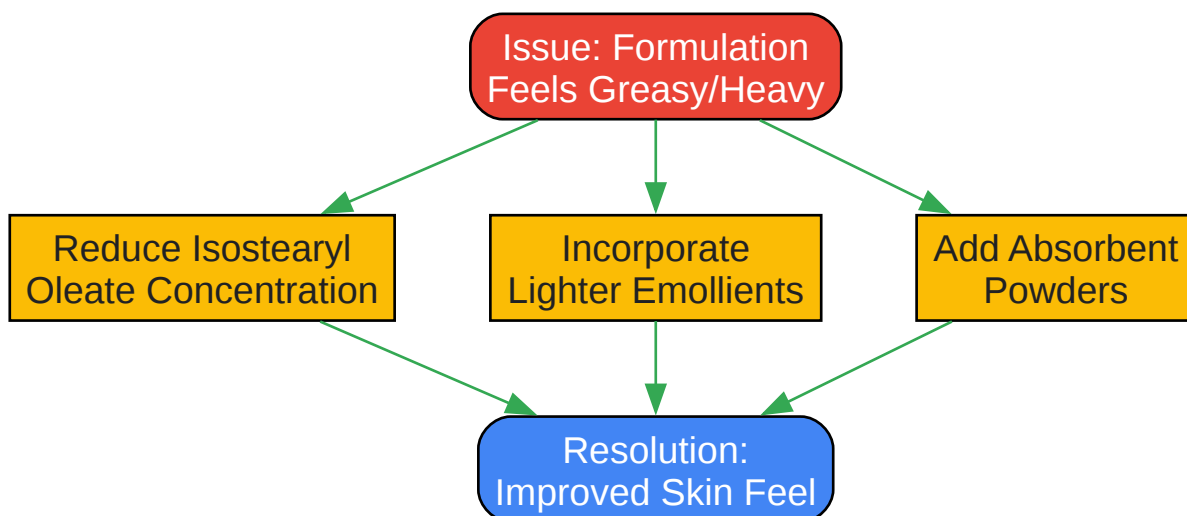 Issue: Formulation
Feels Greasy/Heavy
Reduce Isostearyl
Oleate Concentration
Incorporate
Lighter Emollients
Add Absorbent
Powders
Resolution:
Improved Skin Feel